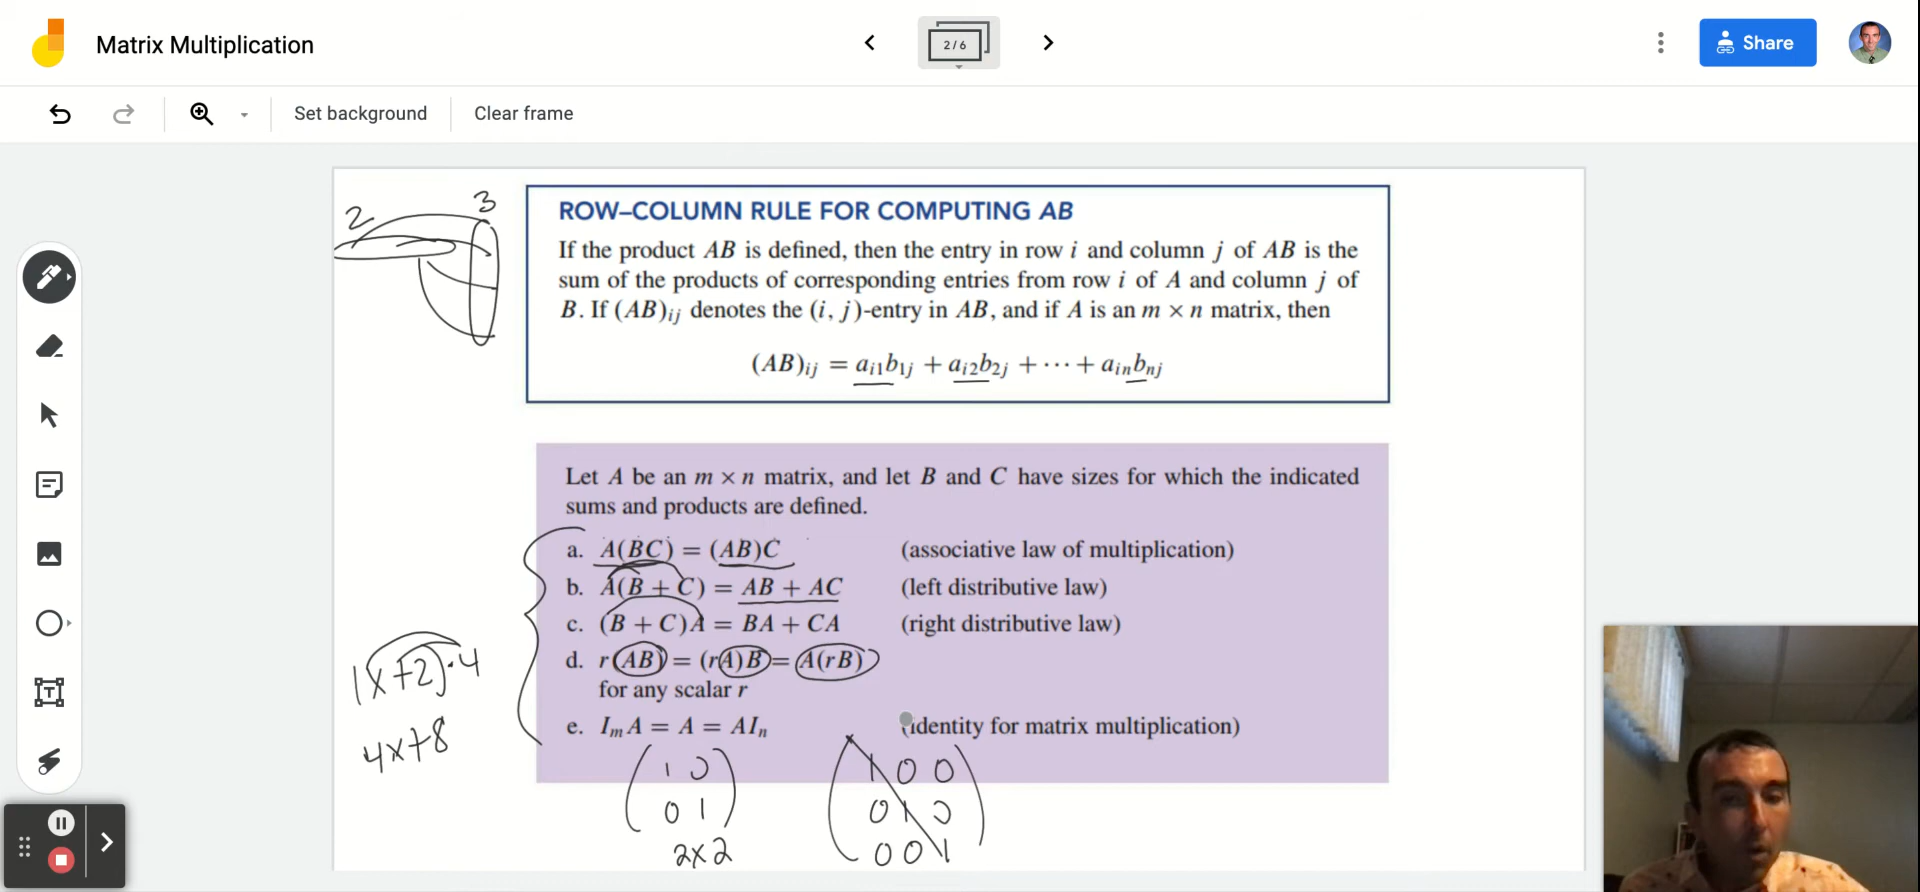 Matrix Multiplication
2 / 6
Share
Set background
Clear frame
2 3
ROW–COLUMN RULE FOR COMPUTING AB
If the product AB is defined, then the entry in row i and column j of AB is the
sum of the products of corresponding entries from row i of A and column j of
B. If (AB)ij denotes the (i, j)-entry in AB, and if A is an m × n matrix, then
(AB)ij = ai1b1j + ai2b2j + ··· + ainbnj
Let A be an m × n matrix, and let B and C have sizes for which the indicated
sums and products are defined.
a. A(BC) = (AB)C (associative law of multiplication)
b. A(B + C) = AB + AC (left distributive law)
c. (B + C)A = BA + CA (right distributive law)
d. r(AB) = (rA)B = A(rB)
for any scalar r
e. ImA = A = AIn (identity for matrix multiplication)
(x+2)·4
4x+8
1 0
0 1
2x2
1 0 0
0 1 0
0 0 1